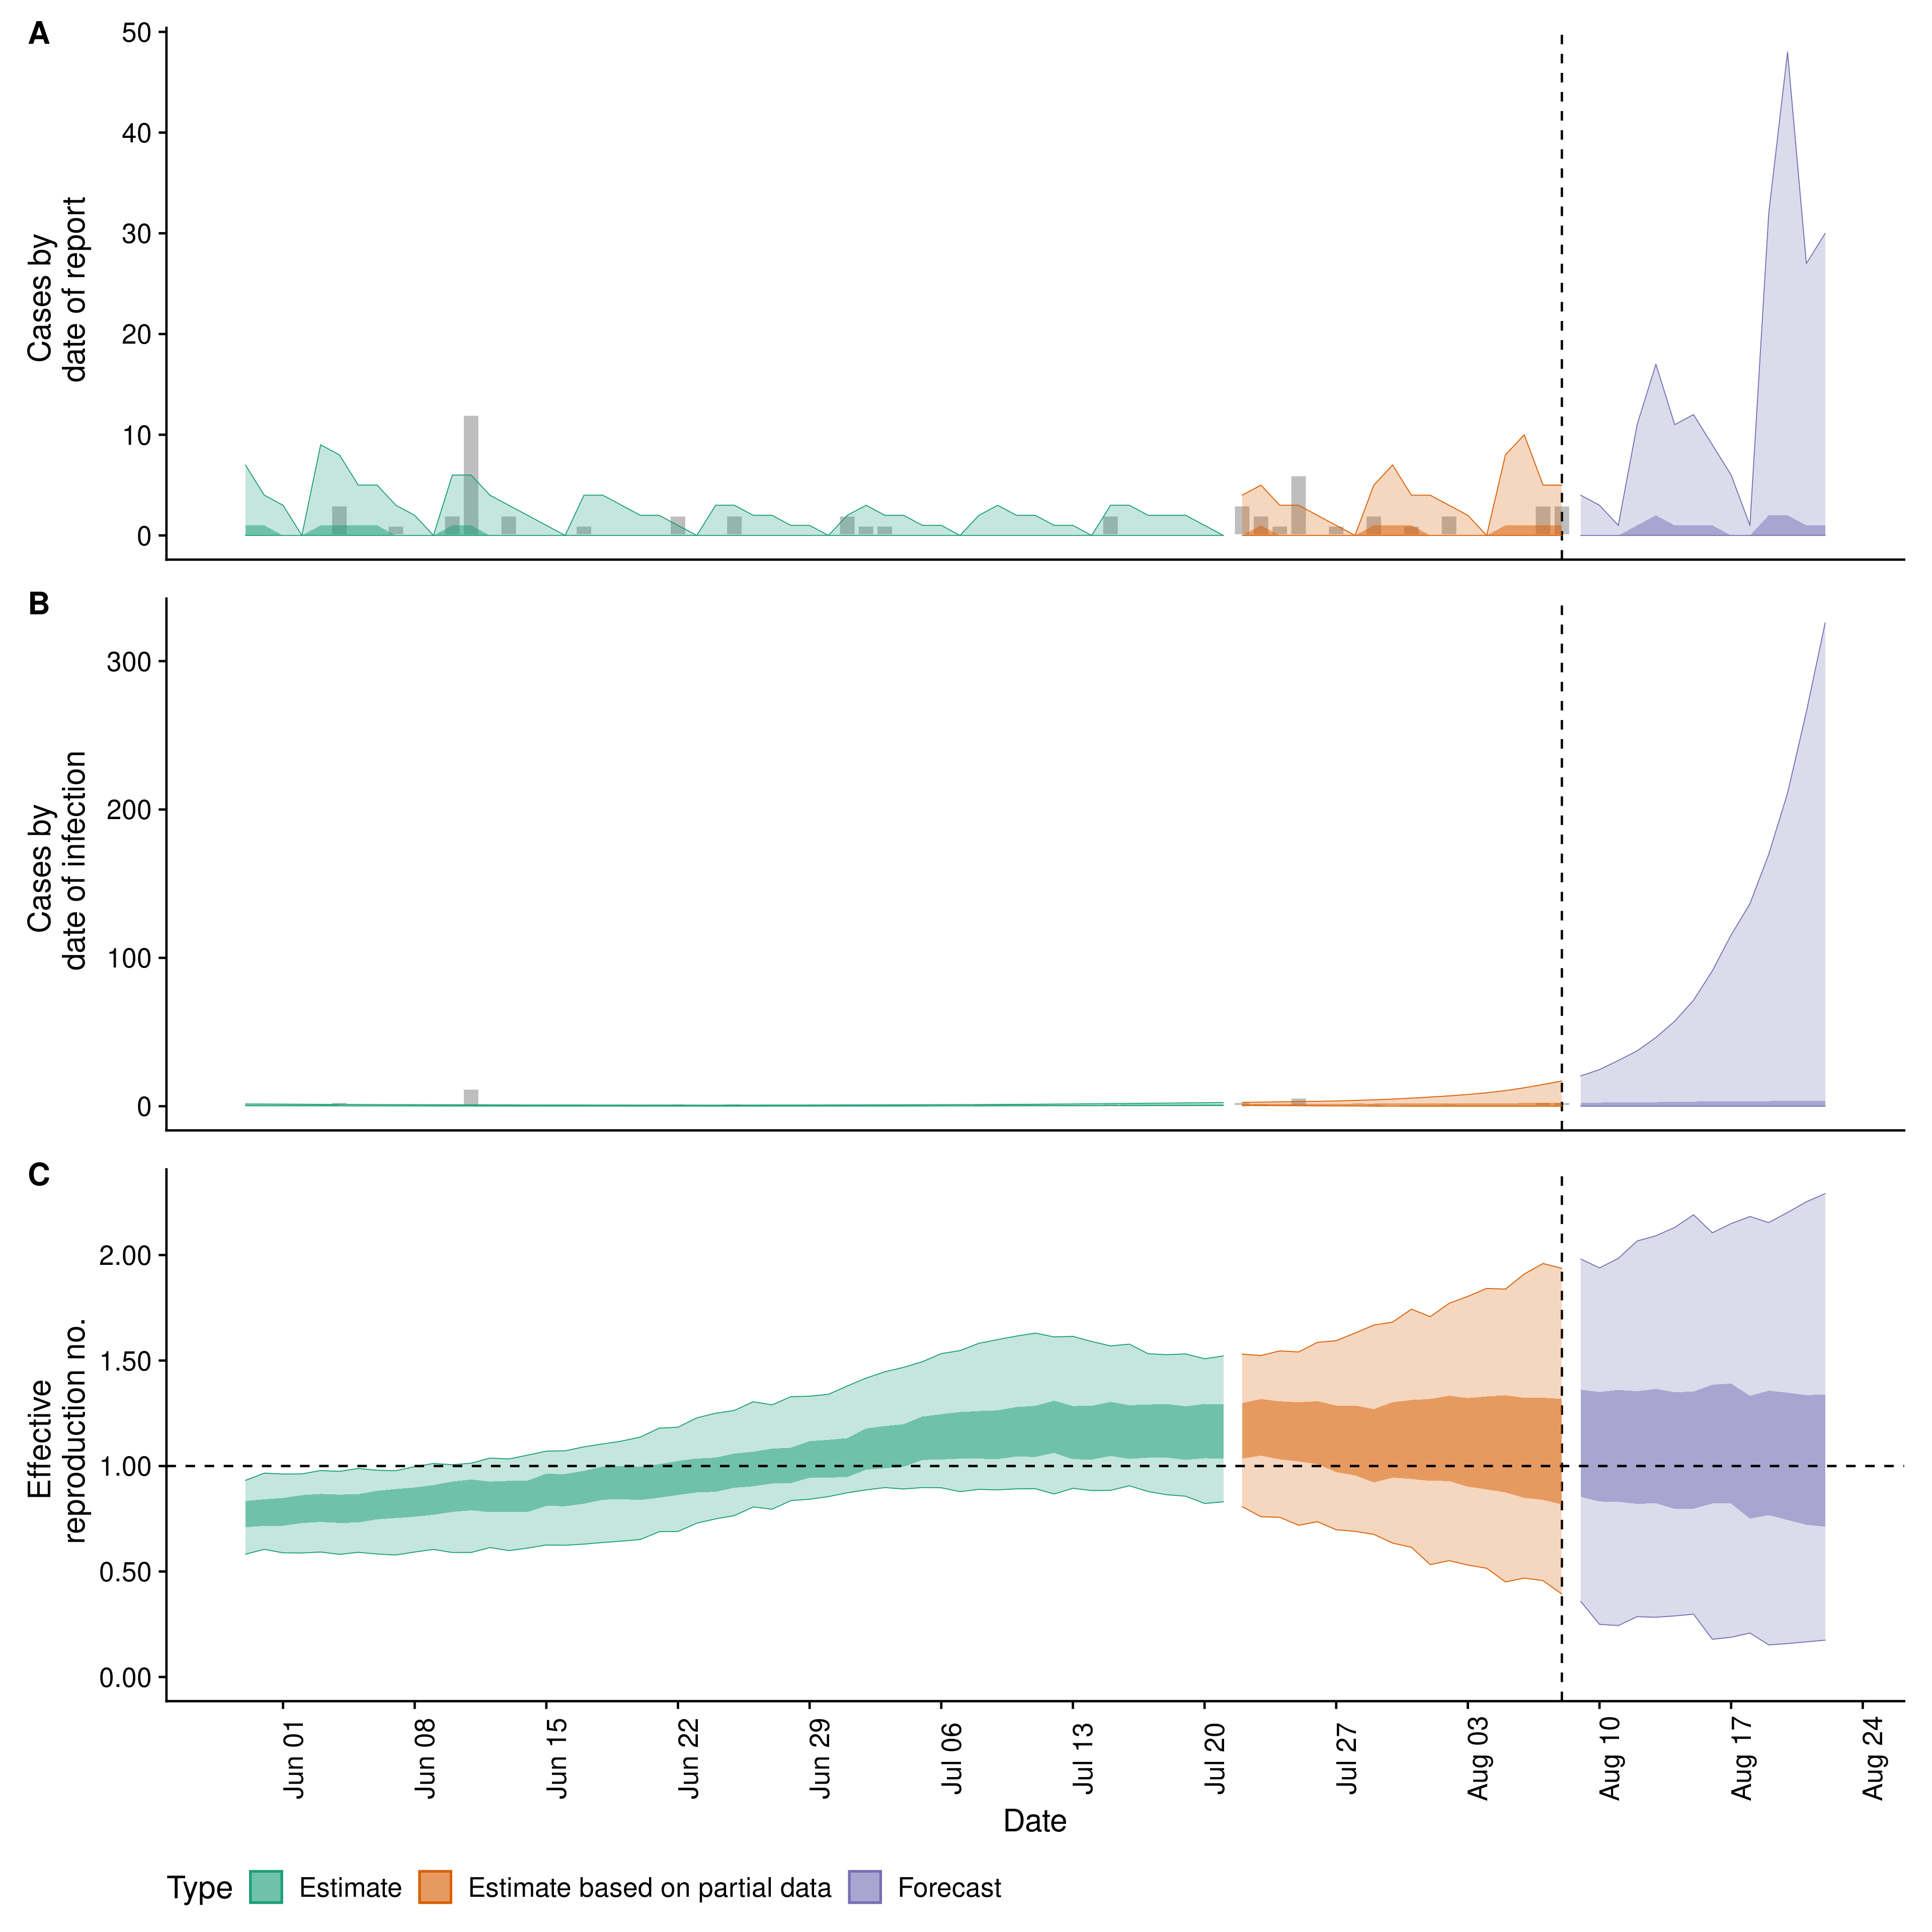 A
50
40
30
20
10
0
Cases by
date of report
B
300
200
100
0
Cases by
date of infection
C
2.00
1.50
1.00
0.50
0.00
Effective
reproduction no.
Jun 01
Jun 08
Jun 15
Jun 22
Jun 29
Jul 06
Jul 13
Jul 20
Jul 27
Aug 03
Aug 10
Aug 17
Aug 24
Date
Type Estimate Estimate based on partial data Forecast